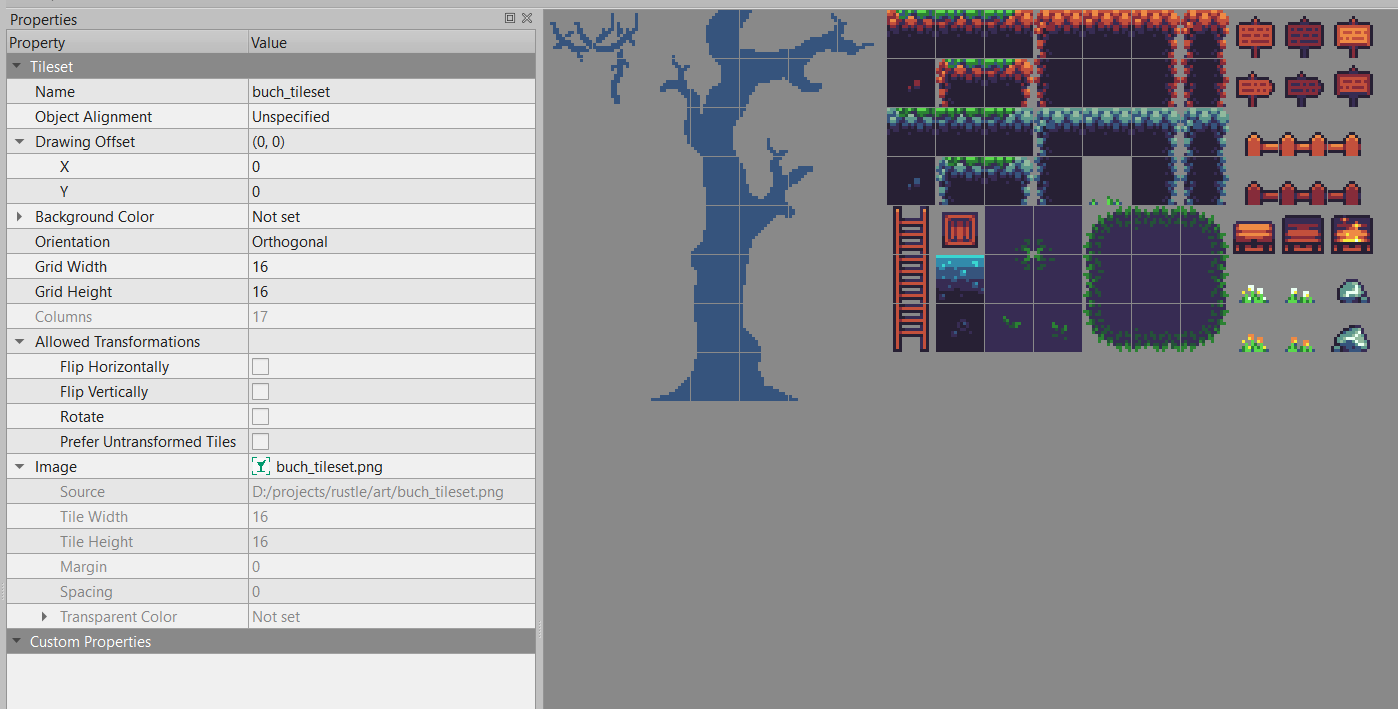 Properties
Property Value
Tileset
Name buch_tileset
Object Alignment Unspecified
Drawing Offset (0, 0)
X 0
Y 0
Background Color Not set
Orientation Orthogonal
Grid Width 16
Grid Height 16
Columns 17
Allowed Transformations
Flip Horizontally
Flip Vertically
Rotate
Prefer Untransformed Tiles
Image buch_tileset.png
Source D:/projects/rustle/art/buch_tileset.png
Tile Width 16
Tile Height 16
Margin 0
Spacing 0
Transparent Color Not set
Custom Properties